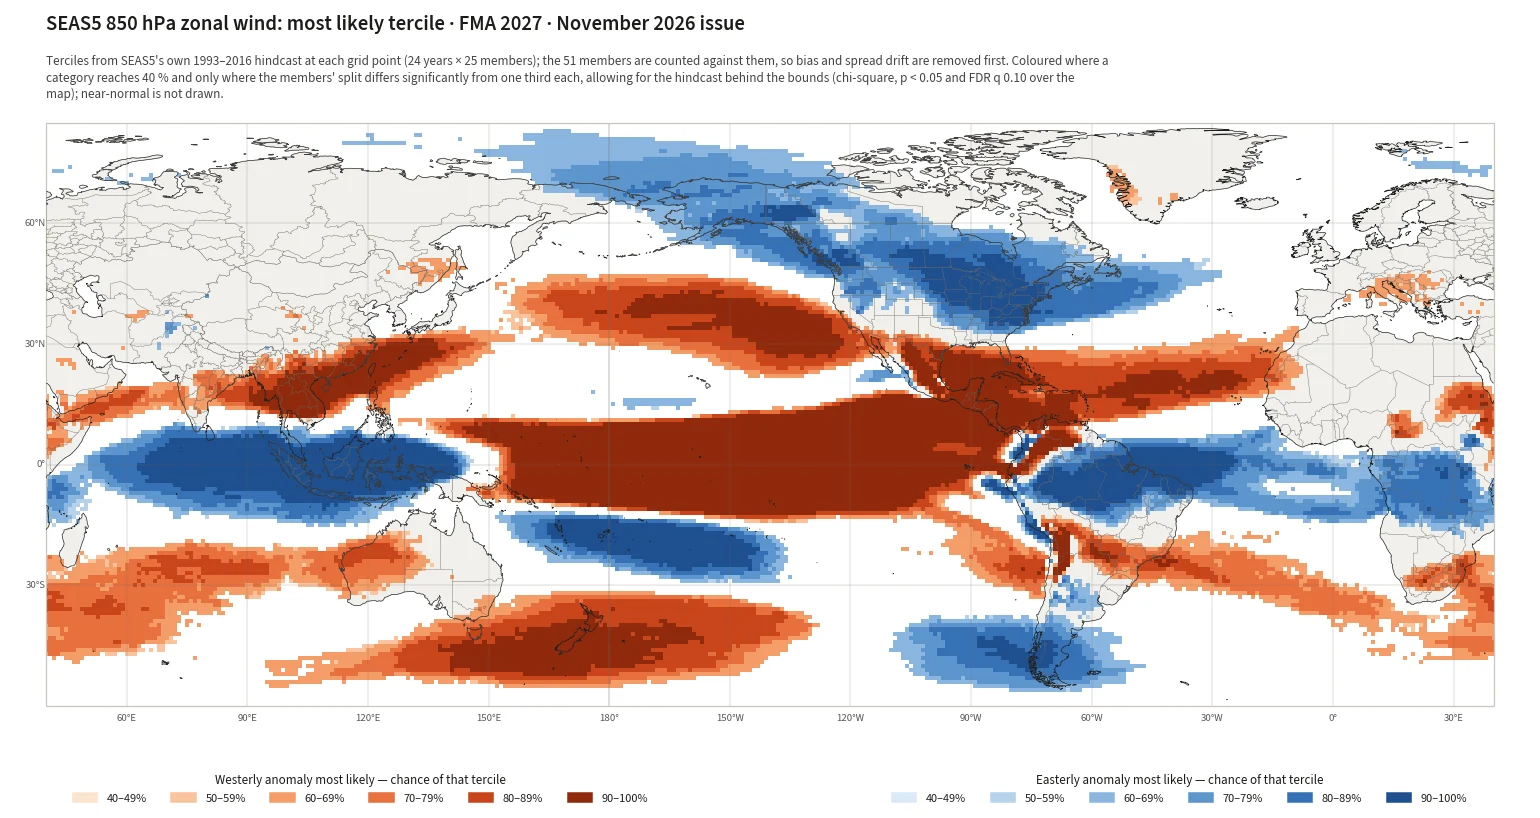 SEAS5 850 hPa zonal wind: most likely tercile · FMA 2027 · November 2026 issue
Terciles from SEAS5's own 1993–2016 hindcast at each grid point (24 years × 25 members); the 51 members are counted against them, so bias and spread drift are removed first. Coloured where a
category reaches 40 % and only where the members' split differs significantly from one third each, allowing for the hindcast behind the bounds (chi-square, p < 0.05 and FDR q 0.10 over the
map); near-normal is not drawn.
60°N
30°N
0°
30°S
60°E 90°E 120°E 150°E 180° 150°W 120°W 90°W 60°W 30°W 0° 30°E
Westerly anomaly most likely — chance of that tercile
40–49% 50–59% 60–69% 70–79% 80–89% 90–100%
Easterly anomaly most likely — chance of that tercile
40–49% 50–59% 60–69% 70–79% 80–89% 90–100%